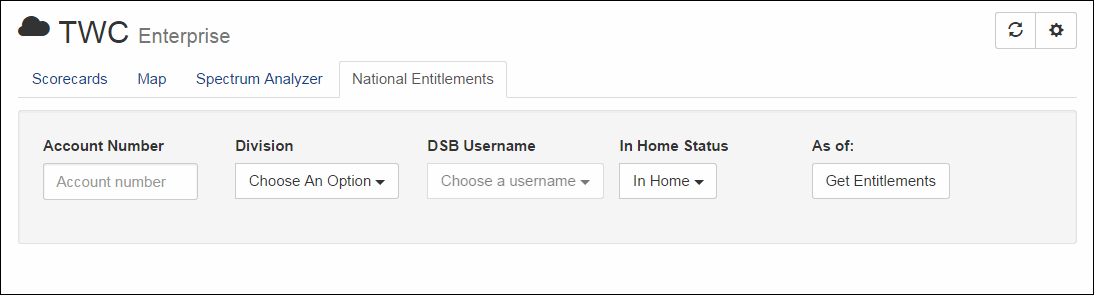 TWC Enterprise
Scorecards Map Spectrum Analyzer National Entitlements
Account Number Division DSB Username In Home Status As of:
Account number Choose An Option Choose a username In Home Get Entitlements